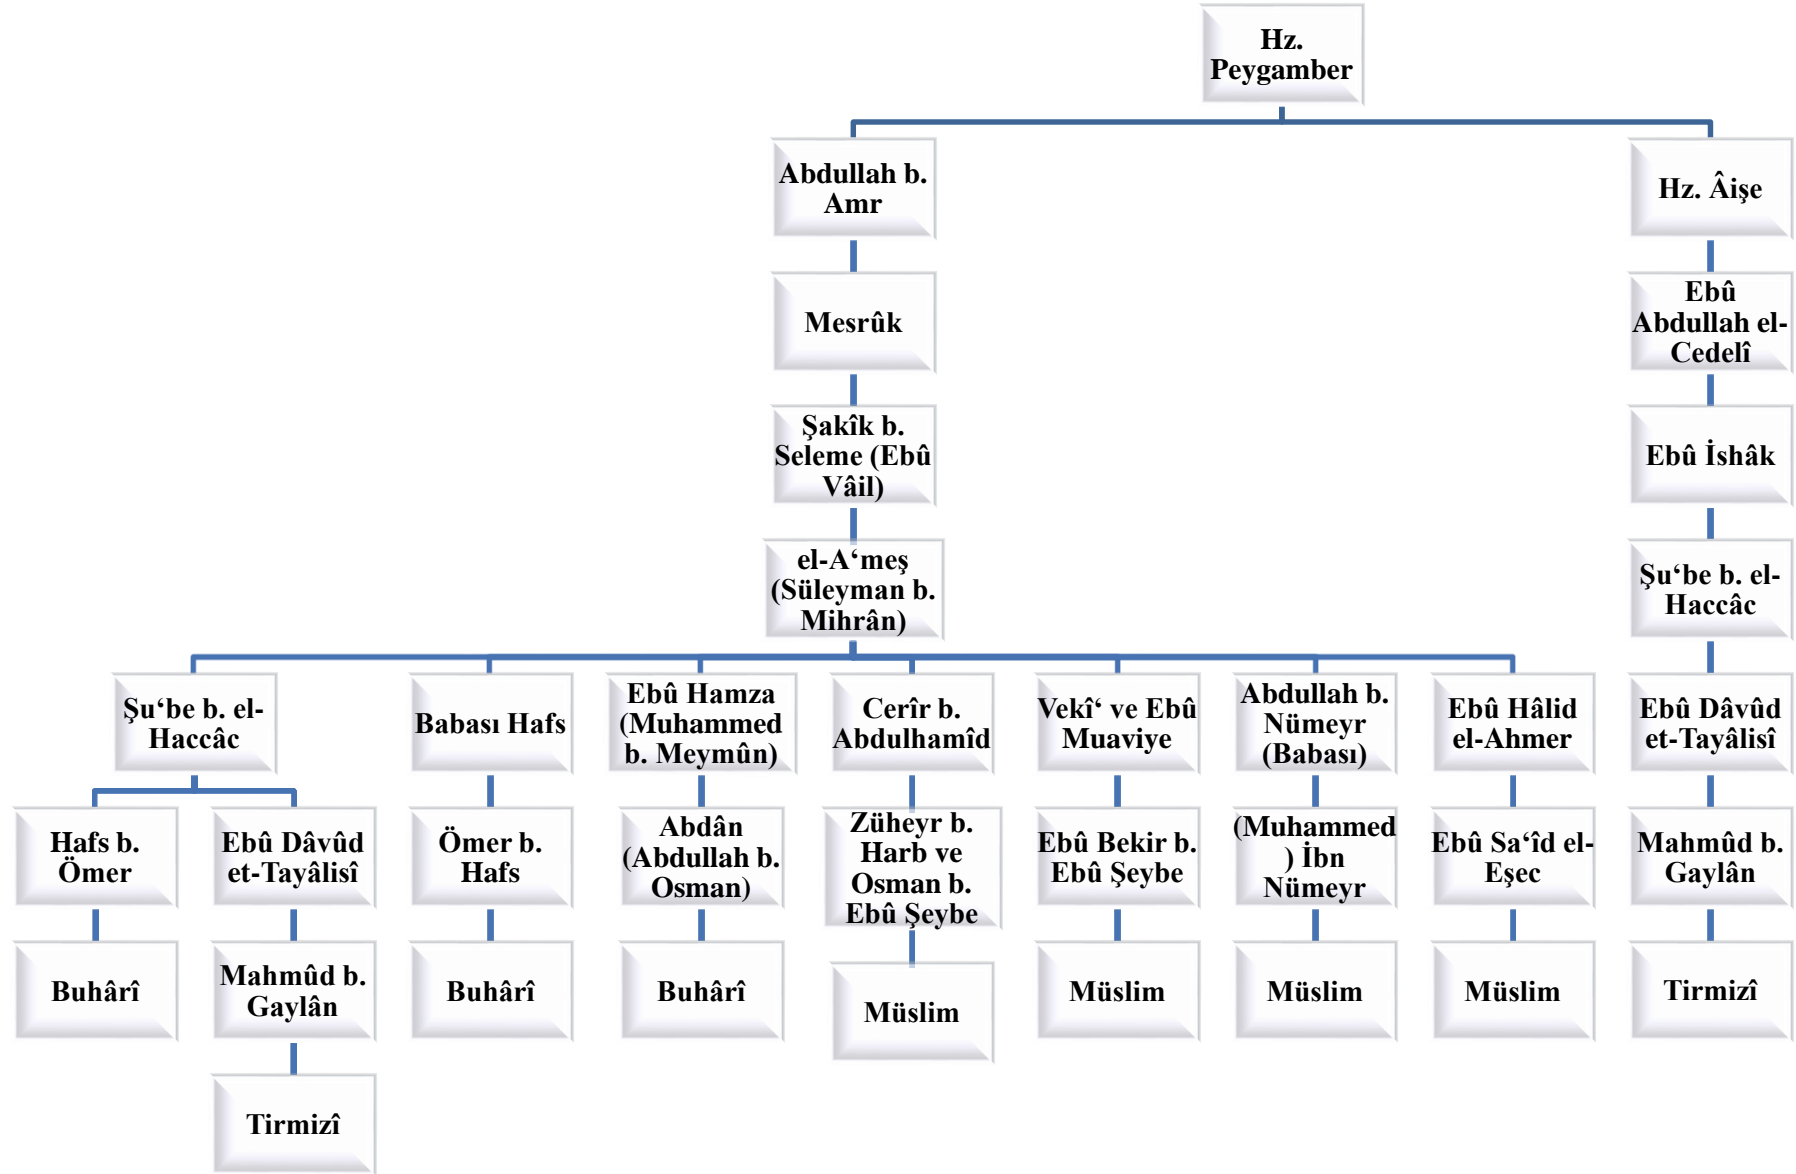 Hz.
Peygamber
Abdullah b.
Amr
Hz. Âişe
Mesrûk
Ebû
Abdullah el-
Cedelî
Şakîk b.
Seleme (Ebû
Vâil)
Ebû İshâk
el-A‘meş
(Süleyman b.
Mihrân)
Şu‘be b. el-
Haccâc
Şu‘be b. el-
Haccâc
Babası Hafs
Ebû Hamza
(Muhammed
b. Meymûn)
Cerîr b.
Abdulhamîd
Vekî‘ ve Ebû
Muaviye
Abdullah b.
Nümeyr
(Babası)
Ebû Hâlid
el-Ahmer
Ebû Dâvûd
et-Tayâlisî
Hafs b.
Ömer
Ebû Dâvûd
et-Tayâlisî
Ömer b.
Hafs
Abdân
(Abdullah b.
Osman)
Züheyr b.
Harb ve
Osman b.
Ebû Şeybe
Ebû Bekir b.
Ebû Şeybe
(Muhammed
) İbn
Nümeyr
Ebû Sa‘îd el-
Eşec
Mahmûd b.
Gaylân
Buhârî
Mahmûd b.
Gaylân
Buhârî
Buhârî
Müslim
Müslim
Müslim
Müslim
Tirmizî
Tirmizî